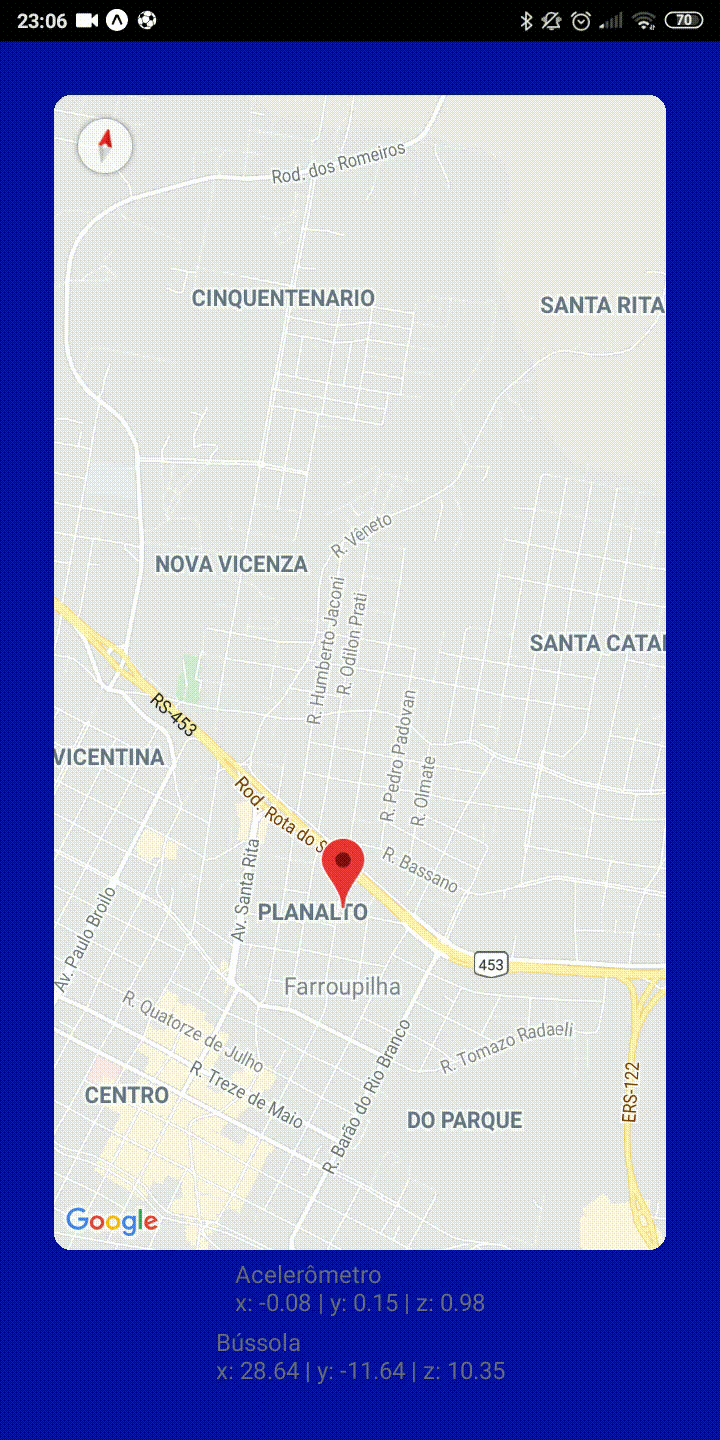 23:06
70
Rod. dos Romeiros
CINQUENTENARIO
SANTA RITA
R. Vêneto
NOVA VICENZA
R. Humberto Jaconi
R. Odilon Prati
SANTA CATAI
R. Pedro Padovan
RS-453
VICENTINA
R. Olmate
Rod. Rota do S
Av. Santa Rita
R. Bassano
PLANALTO
Av. Paulo Broilo
453
Farroupilha
R. Quatorze de Julho
R. Tomazo Radaeli
R. Treze de Maio
R. Barão do Rio Branco
ERS-122
CENTRO
DO PARQUE
Google
Acelerômetro
x: -0.08 | y: 0.15 | z: 0.98
Bússola
x: 28.64 | y: -11.64 | z: 10.35